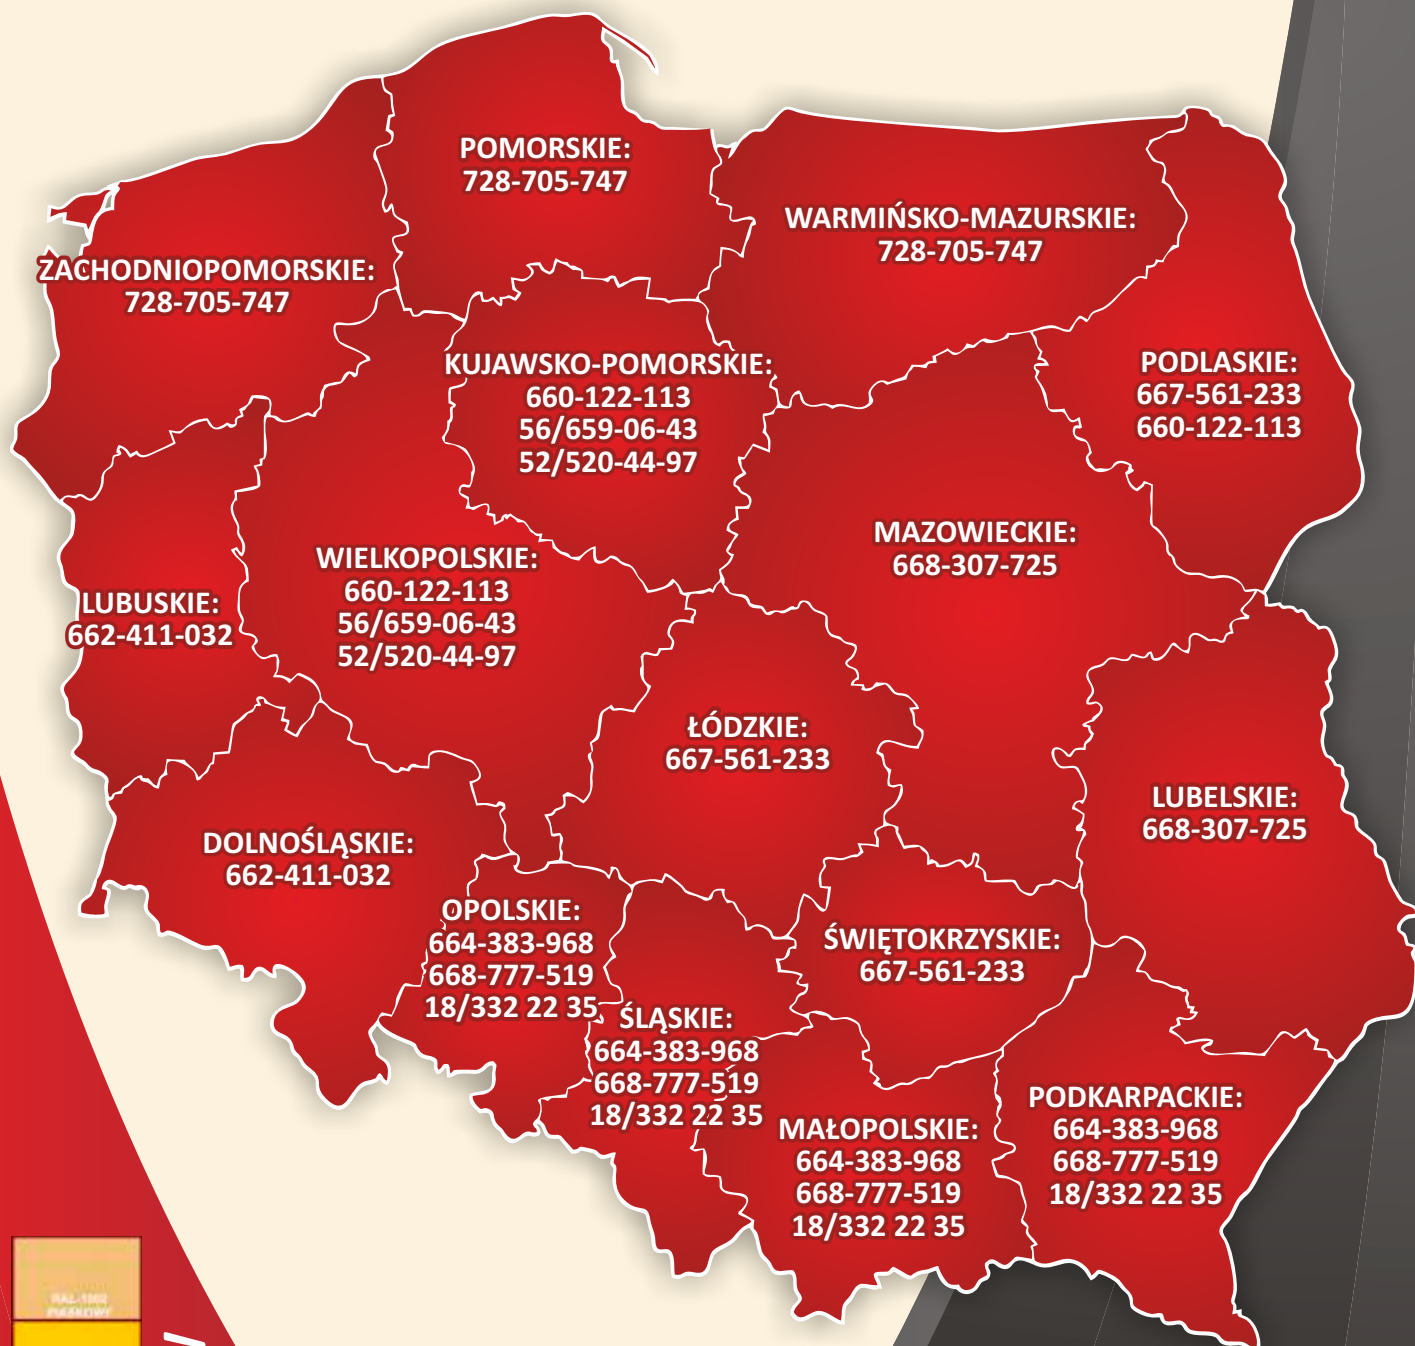 POMORSKIE:
728-705-747
WARMIŃSKO-MAZURSKIE:
728-705-747
ZACHODNIOPOMORSKIE:
728-705-747
KUJAWSKO-POMORSKIE:
660-122-113
56/659-06-43
52/520-44-97
PODLASKIE:
667-561-233
660-122-113
MAZOWIECKIE:
668-307-725
WIELKOPOLSKIE:
660-122-113
56/659-06-43
52/520-44-97
LUBUSKIE:
662-411-032
ŁÓDZKIE:
667-561-233
LUBELSKIE:
668-307-725
DOLNOŚLĄSKIE:
662-411-032
OPOLSKIE:
664-383-968
668-777-519
18/332 22 35
ŚWIĘTOKRZYSKIE:
667-561-233
ŚLĄSKIE:
664-383-968
668-777-519
18/332 22 35
MAŁOPOLSKIE:
664-383-968
668-777-519
18/332 22 35
PODKARPACKIE:
664-383-968
668-777-519
18/332 22 35
RAL-1002
PIASKOWY